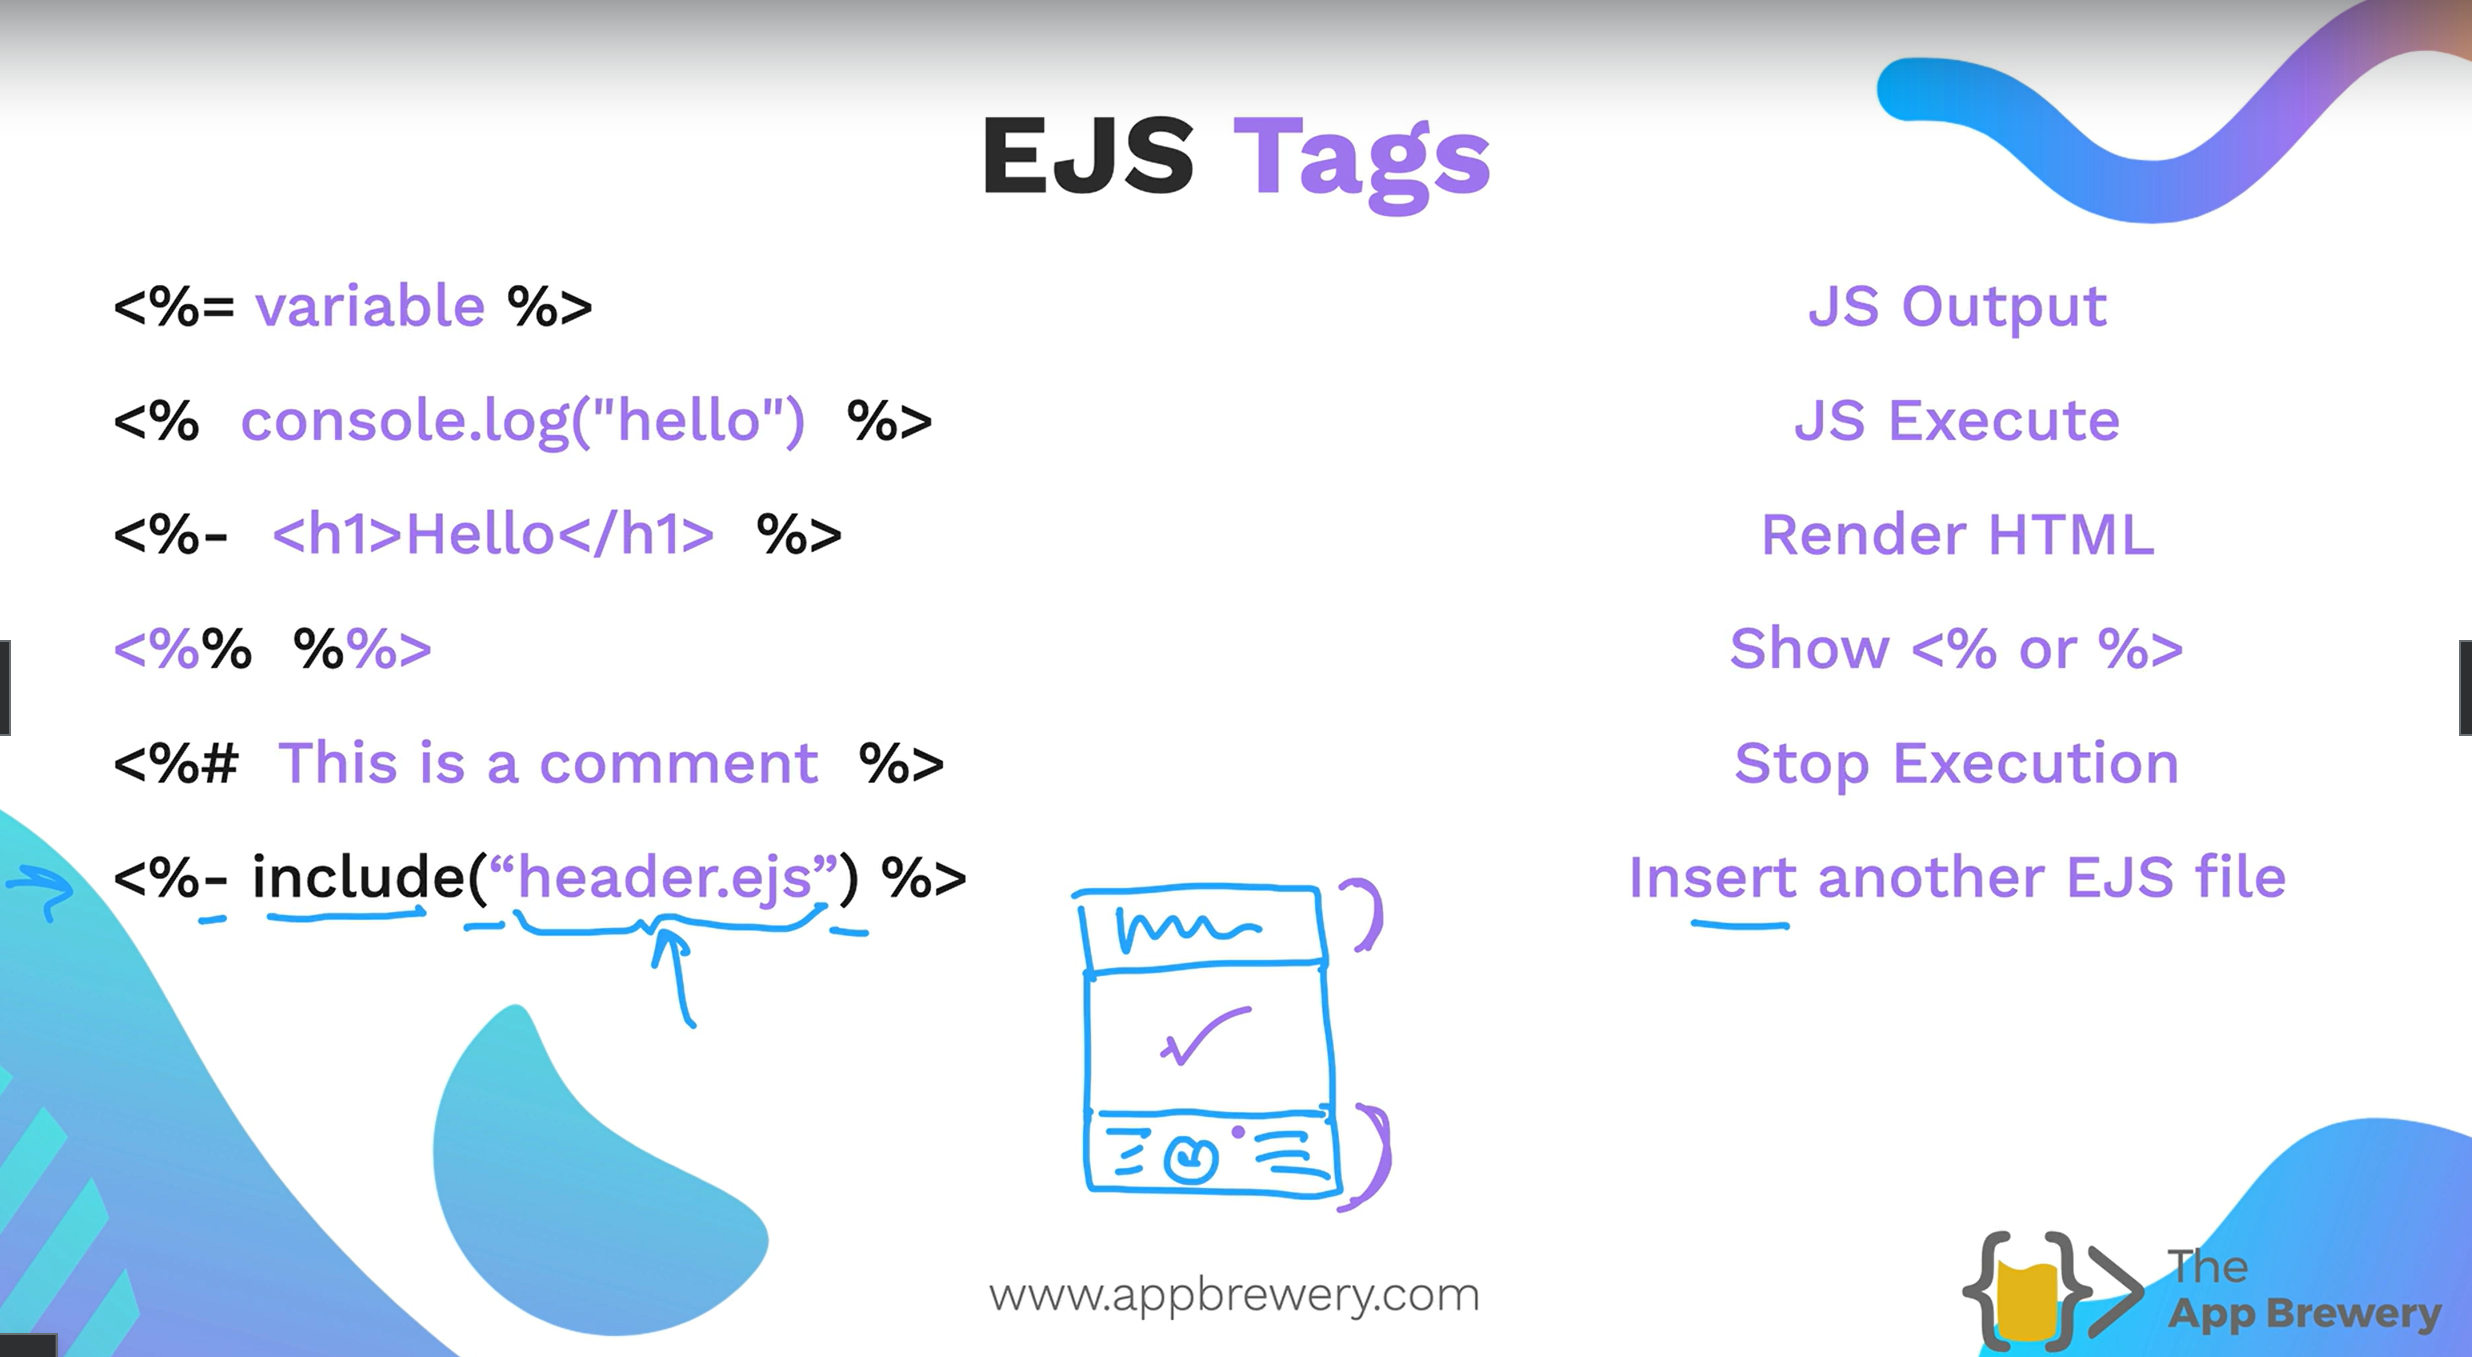 EJS Tags
<%= variable %> JS Output
<% console.log("hello") %> JS Execute
<%- <h1>Hello</h1> %> Render HTML
<%% %%> Show <% or %>
<%# This is a comment %> Stop Execution
<%- include(“header.ejs”) %> Insert another EJS file
www.appbrewery.com
The
App Brewery